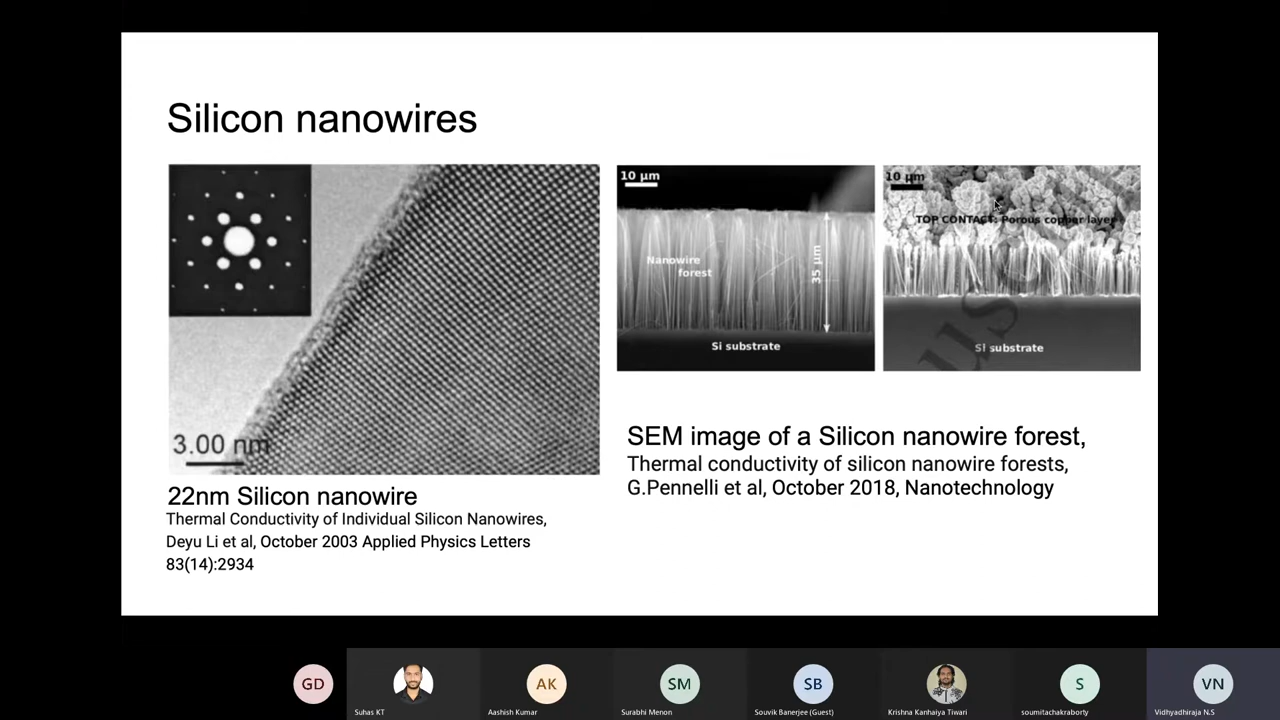 Silicon nanowires
3.00 nm
22nm Silicon nanowire
Thermal Conductivity of Individual Silicon Nanowires,
Deyu Li et al, October 2003 Applied Physics Letters
83(14):2934
10 μm
Nanowire
forest
35 μm
Si substrate
10 μm
TOP CONTACT: Porous copper layer
Si substrate
SEM image of a Silicon nanowire forest,
Thermal conductivity of silicon nanowire forests,
G.Pennelli et al, October 2018, Nanotechnology
GD
AK
SM
SB
S
VN
Suhas KT
Aashish Kumar
Surabhi Menon
Souvik Banerjee (Guest)
Krishna Kanhaiya Tiwari
soumitachakraborty
Vidhyadhiraja N.S